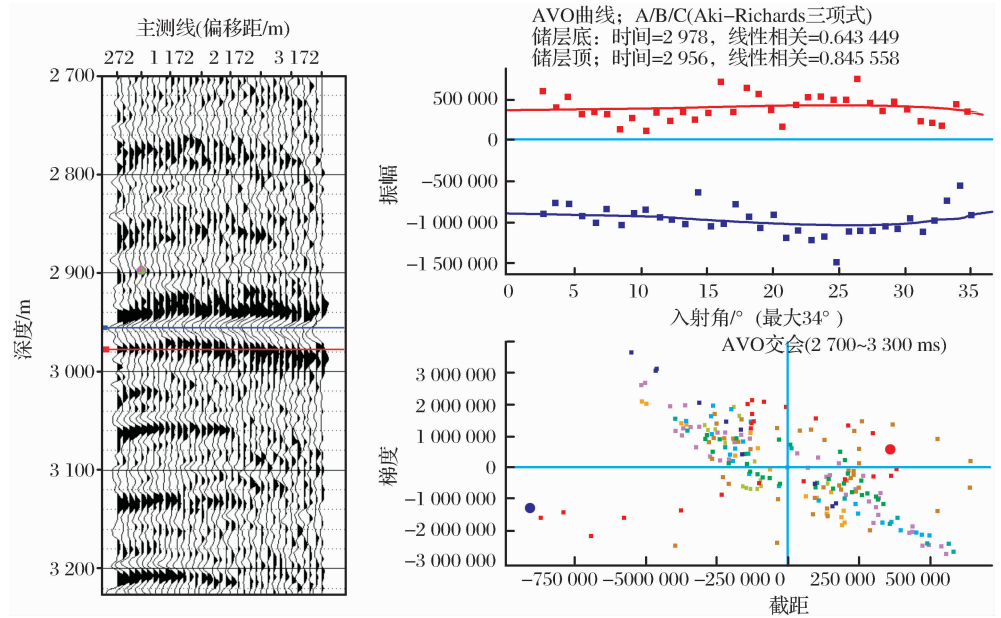 主测线(偏移距/m)
272 1 172 2 172 3 172
2 700
2 800
2 900
3 000
3 100
3 200
深度/m
AVO曲线；A/B/C(Aki-Richards三项式)
储层底：时间=2 978，线性相关=0.643 449
储层顶；时间=2 956，线性相关=0.845 558
500 000
0
-500 000
-1 000 000
-1 500 000
振幅
0 5 10 15 20 25 30 35
入射角/°（最大34°）
AVO交会(2 700~3 300 ms)
3 000 000
2 000 000
1 000 000
0
-1 000 000
-2 000 000
-3 000 000
梯度
-750 000 -5000 000 -250 000 0 250 000 500 000
截距